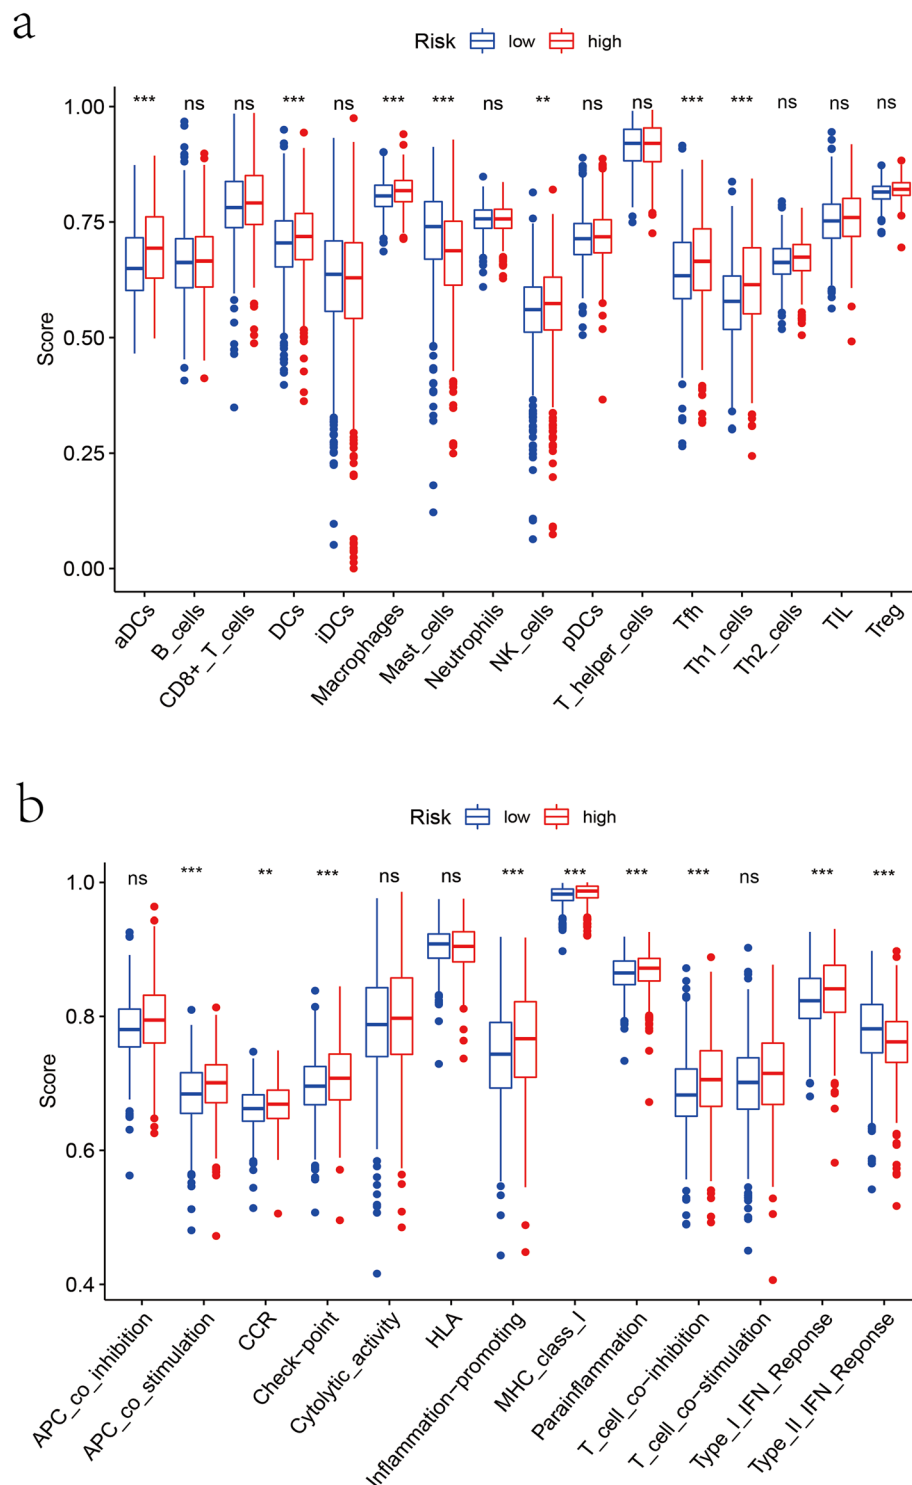 a
Risk low high
*** ns ns *** ns *** *** ns ** ns ns *** *** ns ns ns
1.00
0.75
0.50
0.25
0.00
Score
aDCs
B_cells
CD8+_T_cells
DCs
iDCs
Macrophages
Mast_cells
Neutrophils
NK_cells
pDCs
T_helper_cells
Tfh
Th1_cells
Th2_cells
TIL
Treg
b
Risk low high
ns *** ** *** ns ns *** *** *** *** ns *** ***
1.0
0.8
0.6
0.4
Score
APC_co_inhibition
APC_co_stimulation
CCR
Check-point
Cytolytic_activity
HLA
Inflammation-promoting
MHC_class_I
Parainflammation
T_cell_co-inhibition
T_cell_co-stimulation
Type_I_IFN_Reponse
Type_II_IFN_Reponse